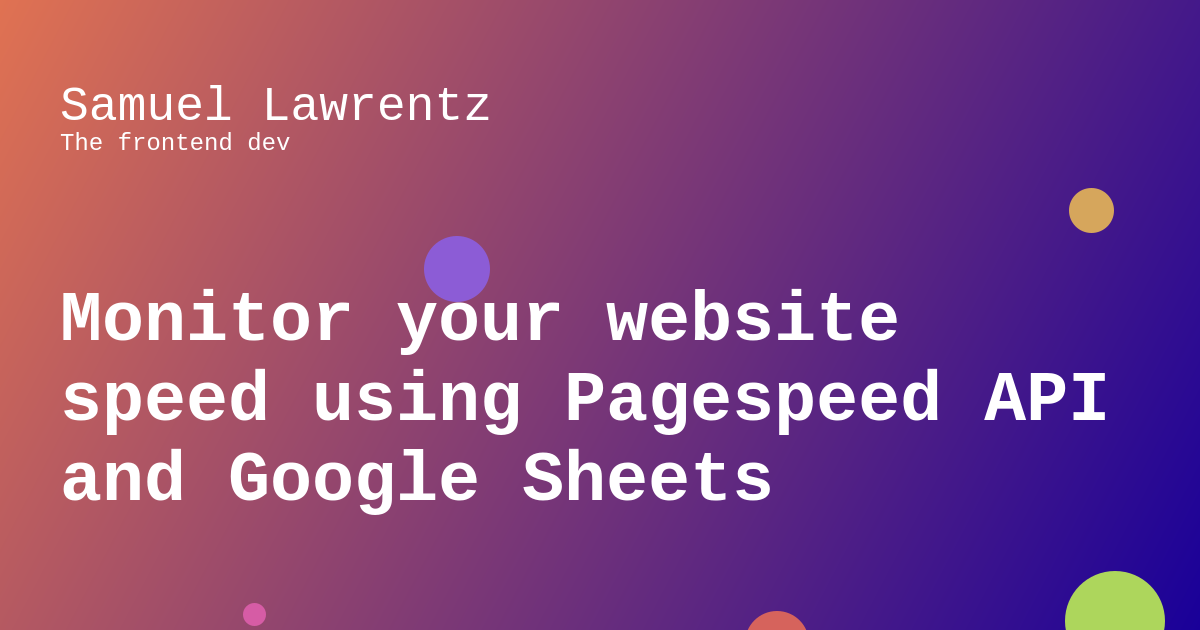 Samuel Lawrentz
The frontend dev
Monitor your website
speed using Pagespeed API
and Google Sheets